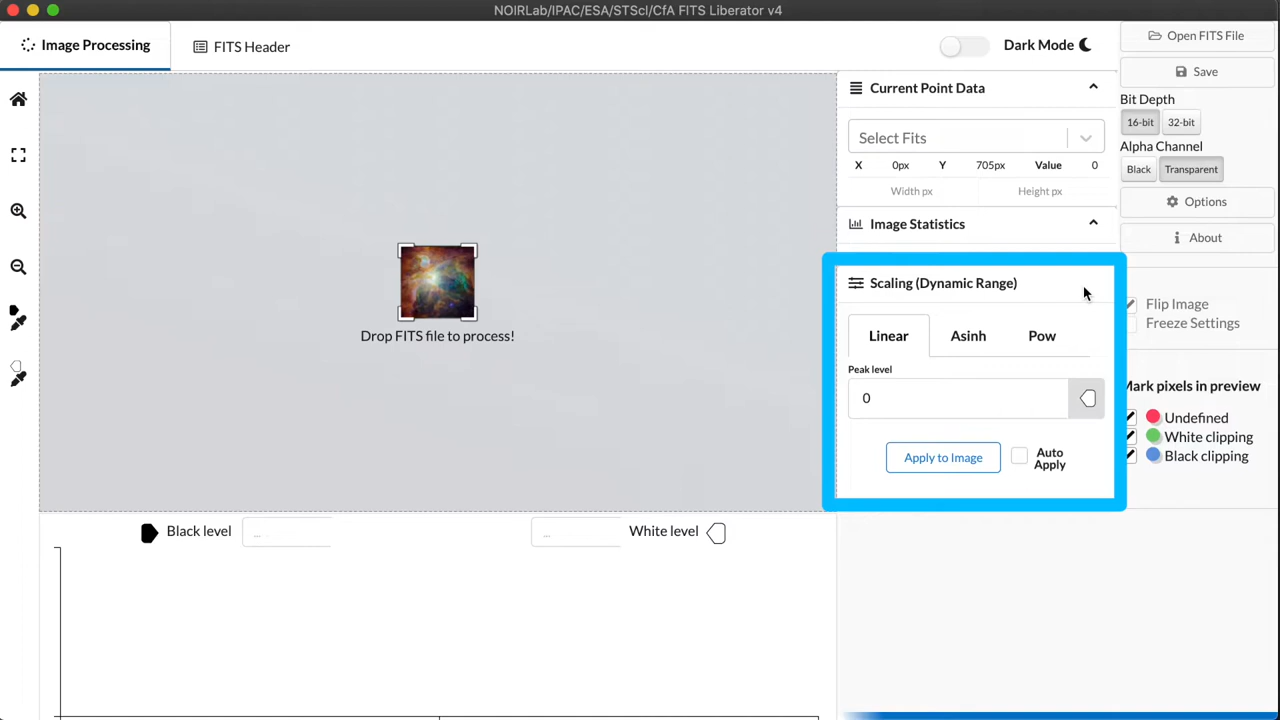 NOIRLab/IPAC/ESA/STScI/CfA FITS Liberator v4
Image Processing
FITS Header
Dark Mode
Open FITS File
Save
Bit Depth
16-bit 32-bit
Alpha Channel
Black Transparent
Options
About
Flip Image
Freeze Settings
Mark pixels in preview
Undefined
White clipping
Black clipping
Current Point Data
Select Fits
X 0px Y 705px Value 0
Width px Height px
Image Statistics
Scaling (Dynamic Range)
Linear Asinh Pow
Peak level
0
Apply to Image
Auto
Apply
Drop FITS file to process!
Black level ...
... White level